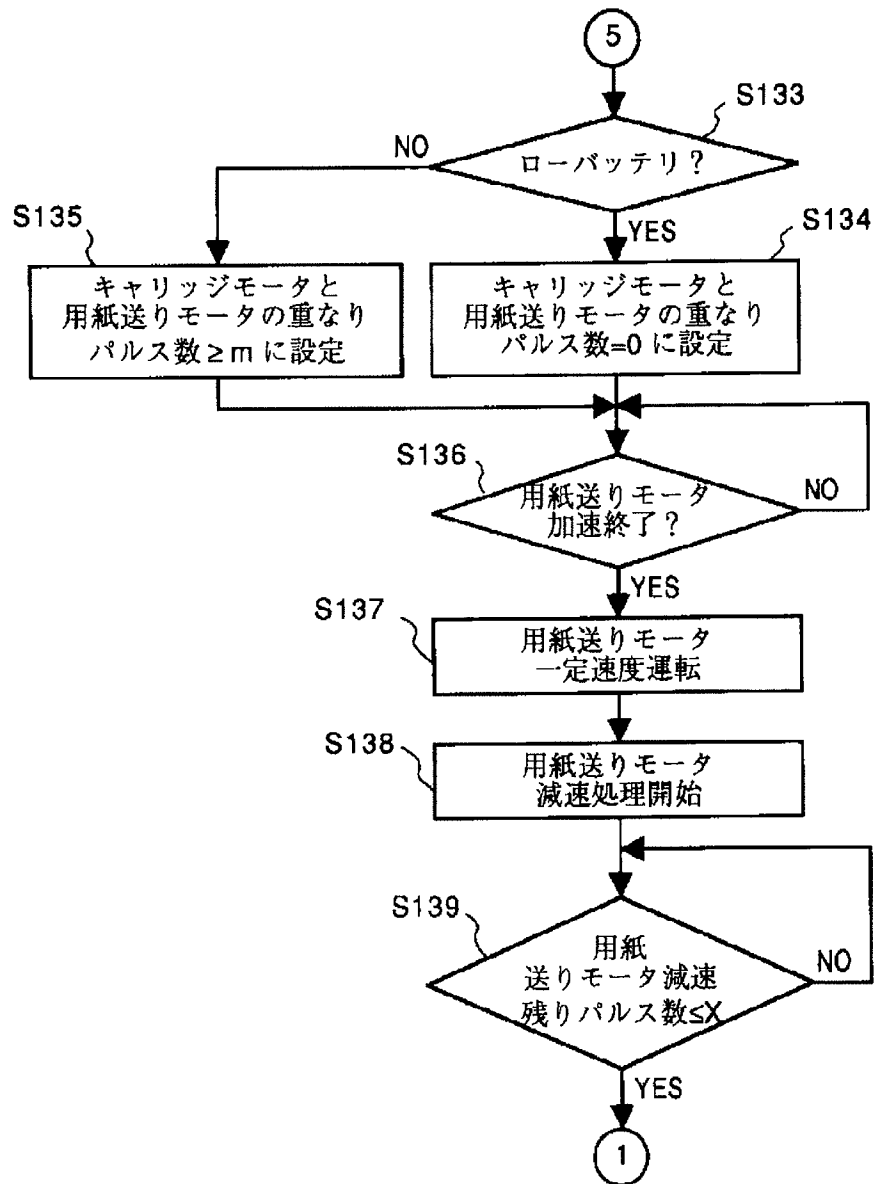 5
S133
NO
ローバッテリ?
S135
YES
S134
キャリッジモータと
用紙送りモータの重なり
パルス数≥mに設定
キャリッジモータと
用紙送りモータの重なり
パルス数=0に設定
S136
用紙送りモータ
加速終了?
NO
YES
S137
用紙送りモータ
一定速度運転
S138
用紙送りモータ
減速処理開始
S139
用紙
送りモータ減速
残りパルス数≤X
NO
YES
1